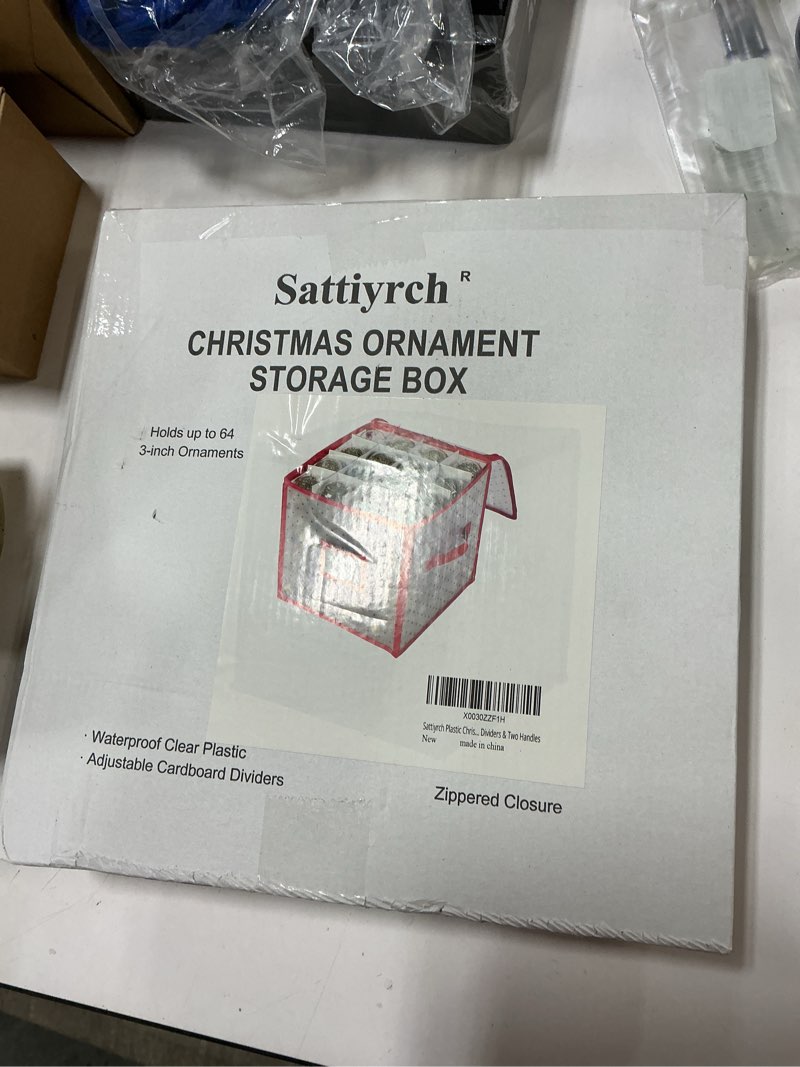 Sattiyrch R
CHRISTMAS ORNAMENT
STORAGE BOX
Holds up to 64
3-inch Ornaments
X0030ZZF1H
Sattiyrch Plastic Chris... Dividers & Two Handles
New made in china
· Waterproof Clear Plastic
· Adjustable Cardboard Dividers
Zippered Closure